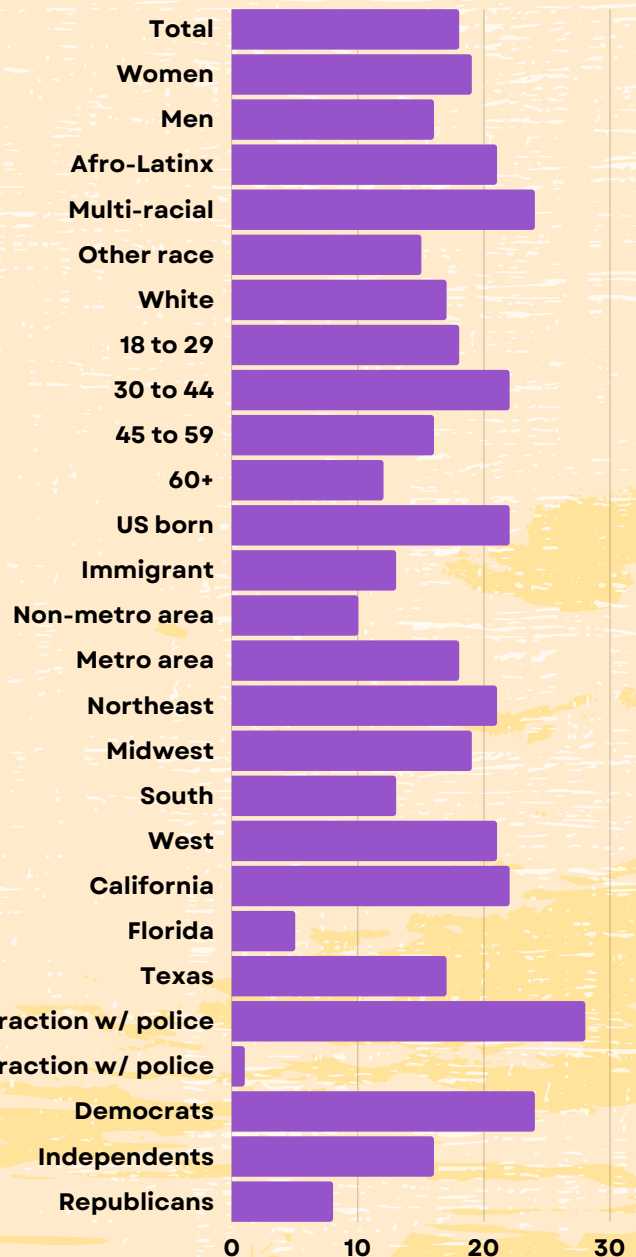 Total
Women
Men
Afro-Latinx
Multi-racial
Other race
White
18 to 29
30 to 44
45 to 59
60+
US born
Immigrant
Non-metro area
Metro area
Northeast
Midwest
South
West
California
Florida
Texas
w/ police
w/ police
Democrats
Independents
Republicans
0 10 20 30